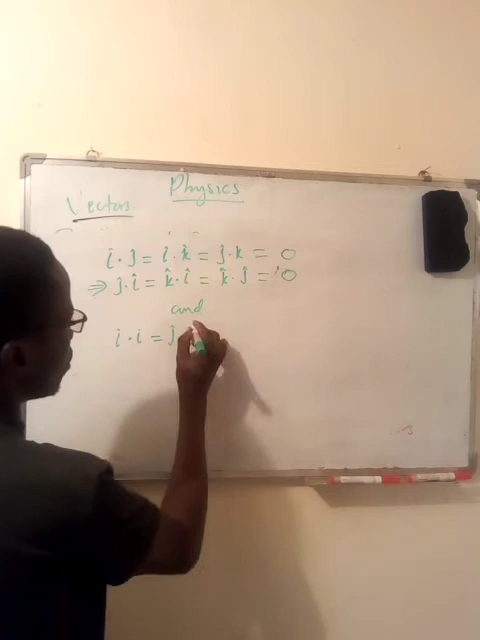 Physics
Vectors
i · j = i · k̂ = ĵ · k = 0
⇒ ĵ · i = k̂ · î = k̂ · ĵ = 0
and
i · i = j